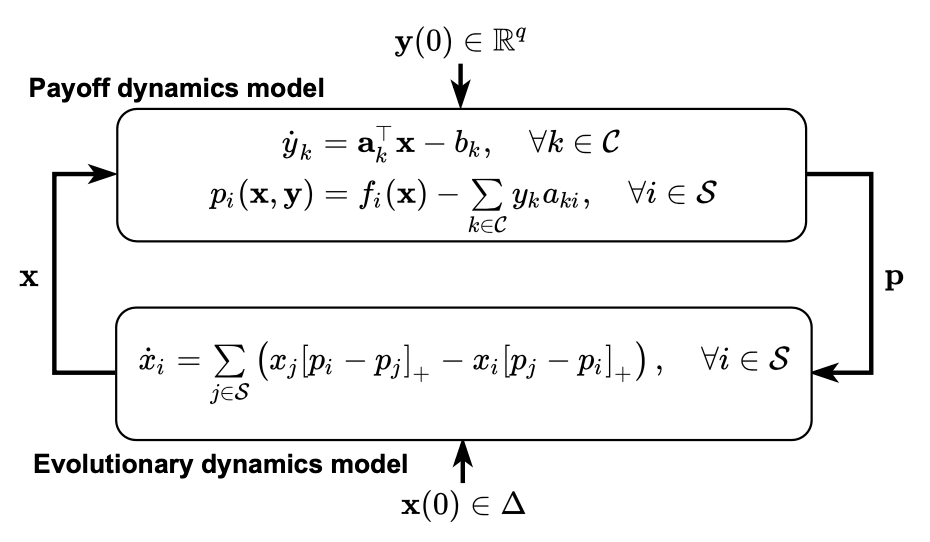 𝐲(0) ∈ ℝ^q
Payoff dynamics model
ẏ_k = 𝐚_k^⊤ 𝐱 − b_k, ∀k ∈ 𝒞
p_i(𝐱, 𝐲) = f_i(𝐱) − ∑_{k∈𝒞} y_k a_{ki}, ∀i ∈ 𝒮
𝐱
𝐩
ẋ_i = ∑_{j∈𝒮} (x_j[p_i − p_j]_+ − x_i[p_j − p_i]_+), ∀i ∈ 𝒮
Evolutionary dynamics model
𝐱(0) ∈ Δ